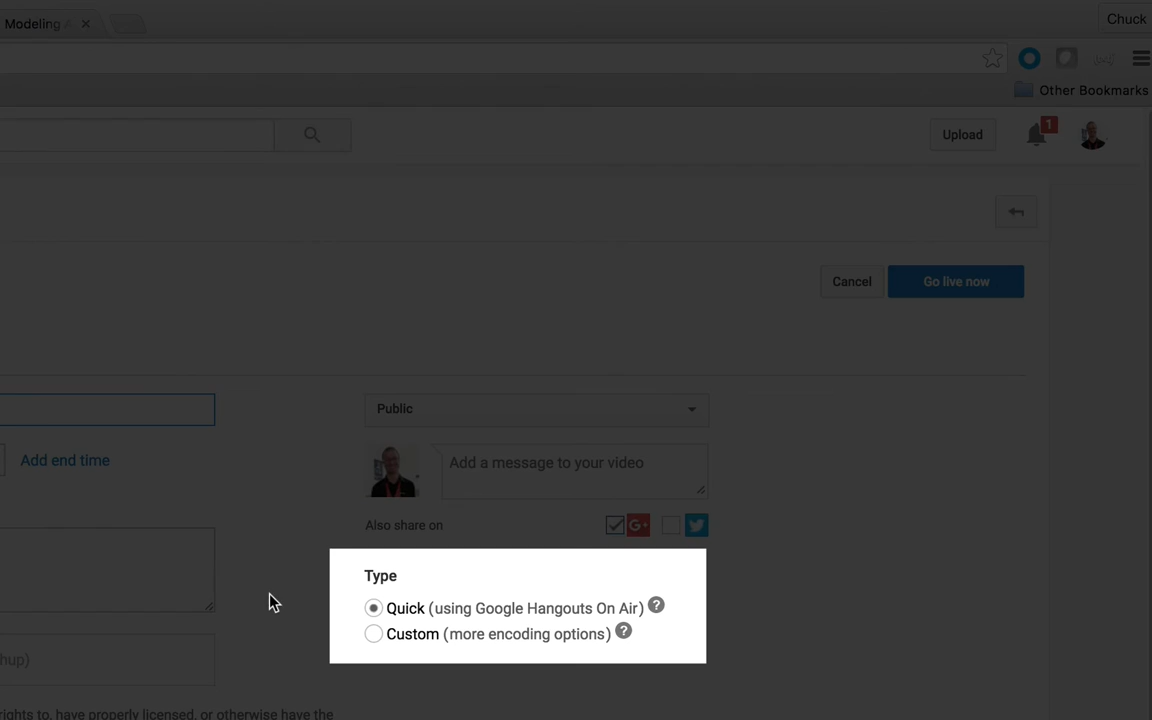 Modeling
Chuck
Other Bookmarks
Upload
1
Cancel
Go live now
Public
Add end time
Add a message to your video
Also share on
G+
Type
Quick (using Google Hangouts On Air) ?
Custom (more encoding options) ?
hup)
rights to, have properly licensed, or otherwise have the